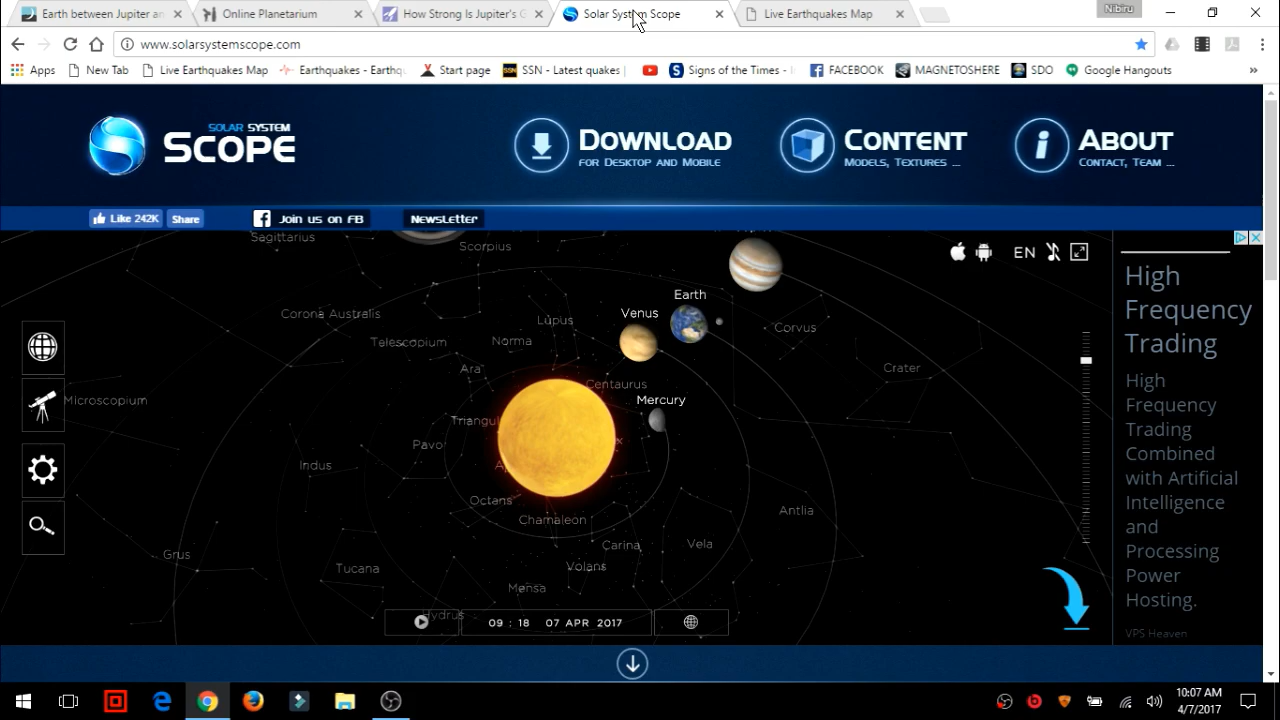 Earth between Jupiter an
Online Planetarium
How Strong Is Jupiter's G
Solar System Scope
Live Earthquakes Map
Nibiru
www.solarsystemscope.com
Apps
New Tab
Live Earthquakes Map
Earthquakes - Earthqu
Start page
SSN
SSN - Latest quakes |
Signs of the Times -
FACEBOOK
MAGNETOSHERE
SDO
Google Hangouts
»
SOLAR SYSTEM
SCOPE
DOWNLOAD
FOR DESKTOP AND MOBILE
CONTENT
MODELS, TEXTURES ...
ABOUT
CONTACT, TEAM ...
Like 242K
Share
Join us on FB
Newsletter
Sagittarius
Scorpius
EN
Corona Australis
Lupus
Venus
Earth
Corvus
Telescopium
Norma
Ara
Centaurus
Crater
Microscopium
Mercury
Triangul
Pavo
Indus
Octans
Antlia
Chamaleon
Carina
Vela
Grus
Tucana
Volans
Mensa
Hydrus
09 : 18 07 APR 2017
High
Frequency
Trading
High
Frequency
Trading
Combined
with Artificial
Intelligence
and
Processing
Power
Hosting.
VPS Heaven
10:07 AM
4/7/2017